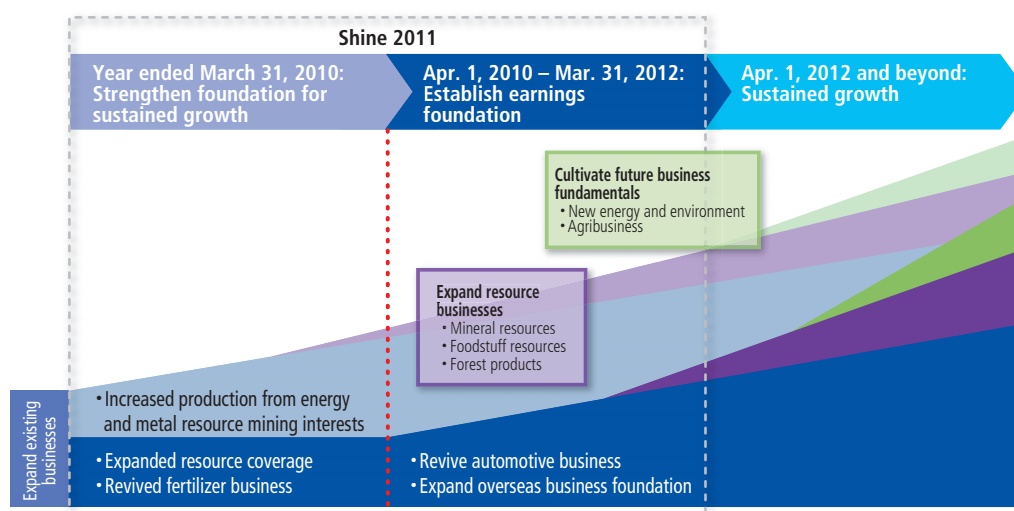 Shine 2011
Year ended March 31, 2010:
Strengthen foundation for
sustained growth
Apr. 1, 2010 – Mar. 31, 2012:
Establish earnings
foundation
Apr. 1, 2012 and beyond:
Sustained growth
Cultivate future business
fundamentals
• New energy and environment
• Agribusiness
Expand resource
businesses
• Mineral resources
• Foodstuff resources
• Forest products
Expand existing
businesses
• Increased production from energy
and metal resource mining interests
• Expanded resource coverage
• Revived fertilizer business
• Revive automotive business
• Expand overseas business foundation